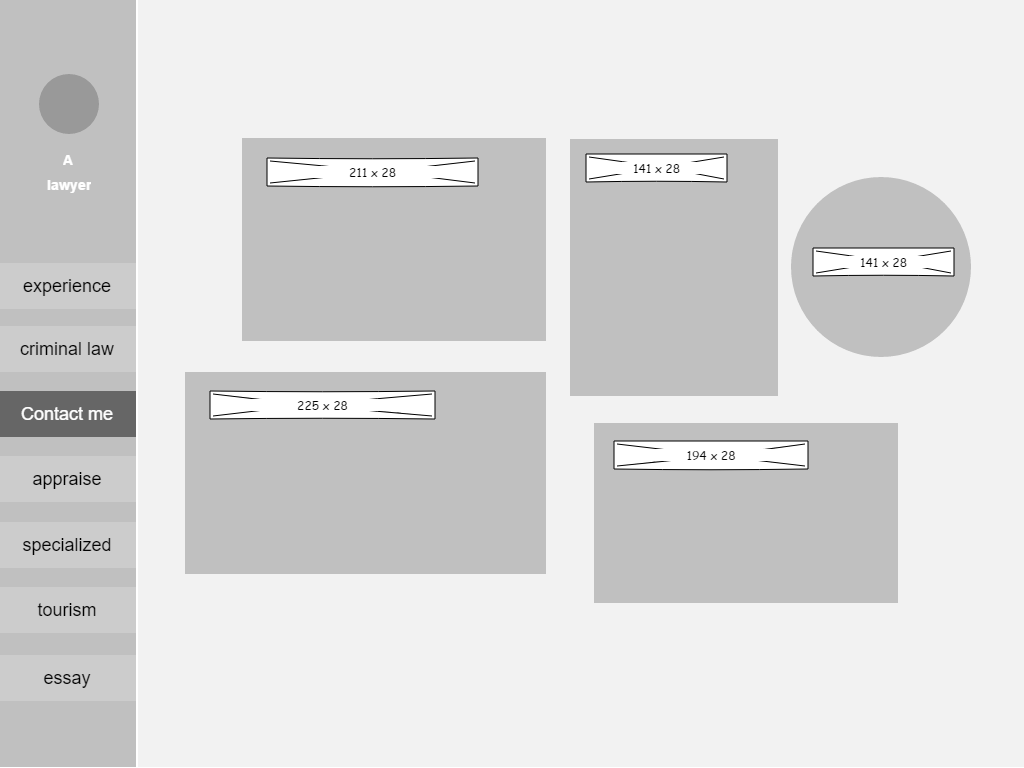 A
lawyer
experience
criminal law
Contact me
appraise
specialized
tourism
essay
211 x 28
141 x 28
141 x 28
225 x 28
194 x 28